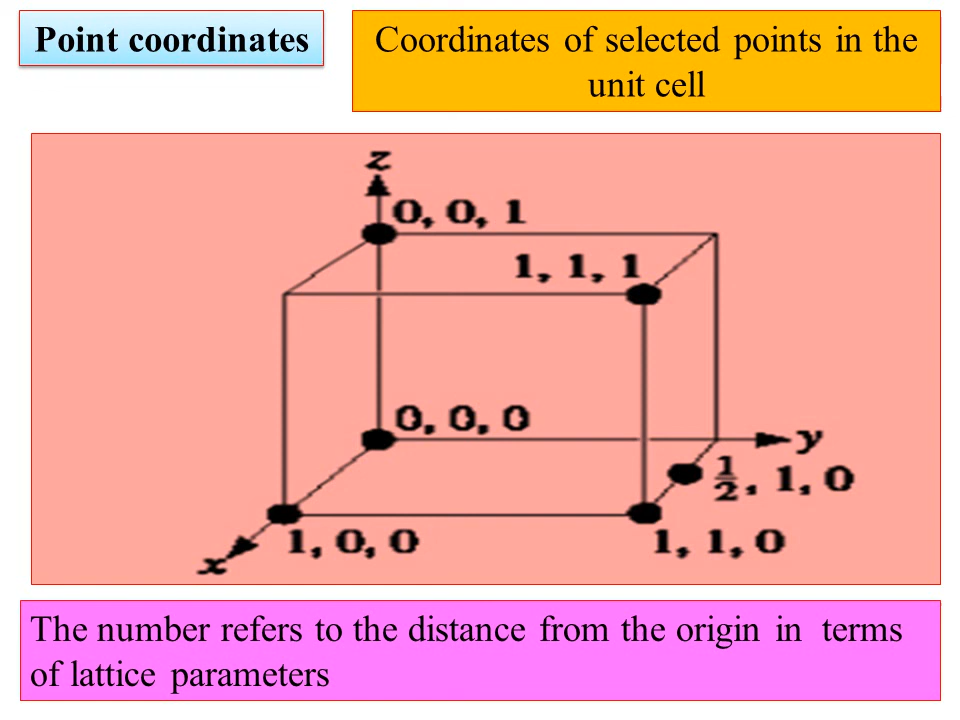 Point coordinates
Coordinates of selected points in the
unit cell
z
0, 0, 1
1, 1, 1
0, 0, 0
y
½, 1, 0
1, 0, 0
1, 1, 0
x
The number refers to the distance from the origin in terms
of lattice parameters